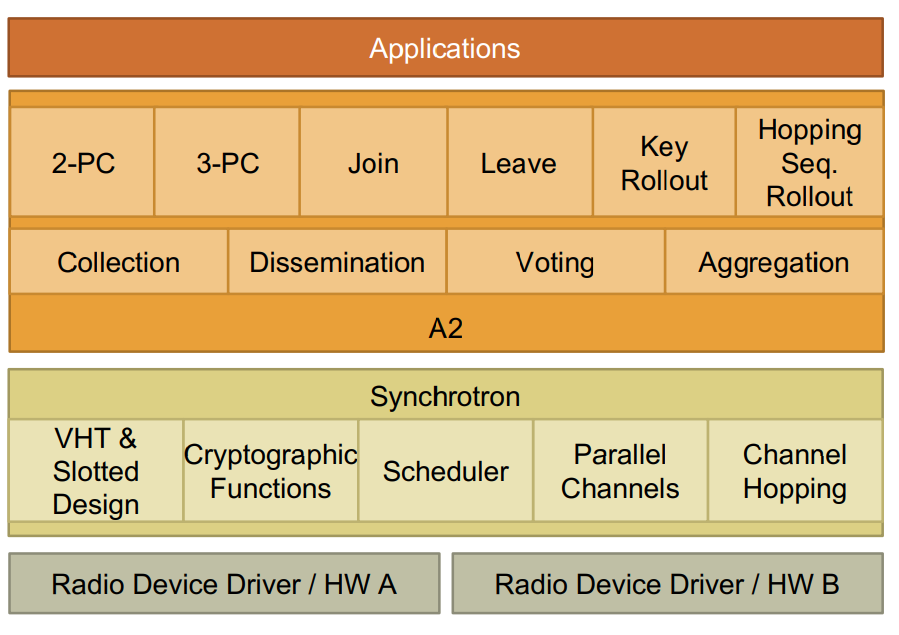 Applications
2-PC
3-PC
Join
Leave
Key
Rollout
Hopping
Seq.
Rollout
Collection
Dissemination
Voting
Aggregation
A2
Synchrotron
VHT &
Slotted
Design
Cryptographic
Functions
Scheduler
Parallel
Channels
Channel
Hopping
Radio Device Driver / HW A
Radio Device Driver / HW B